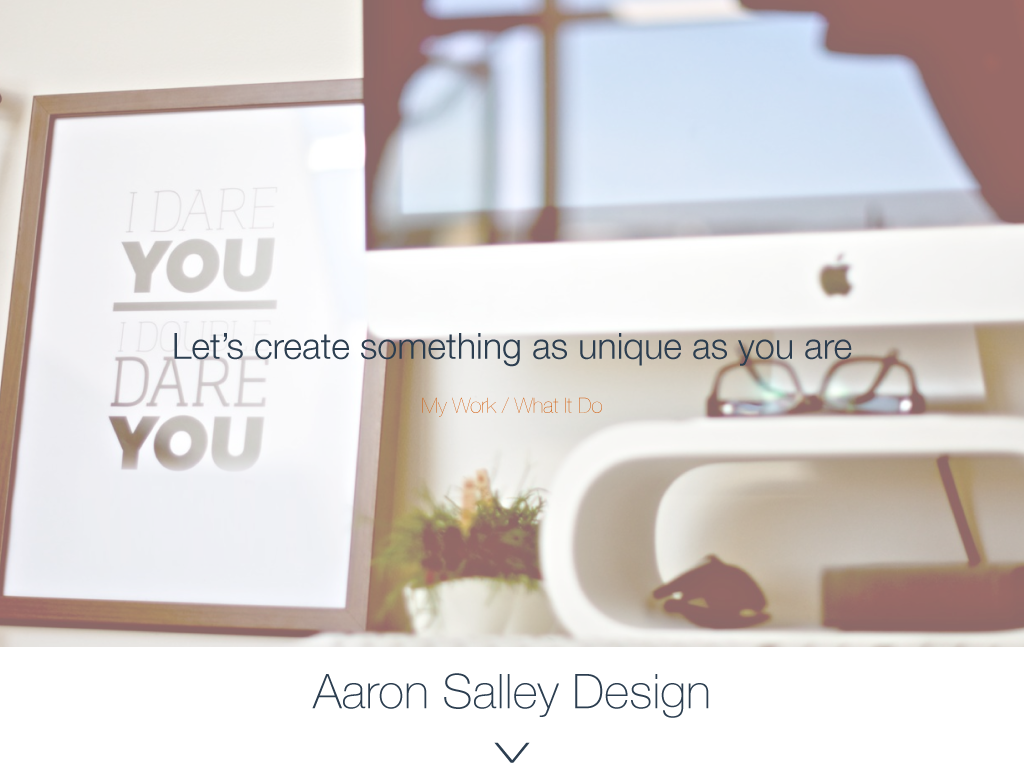 I DARE
YOU
I DOUBLE
DARE
YOU
Let’s create something as unique as you are
My Work / What It Do
Aaron Salley Design